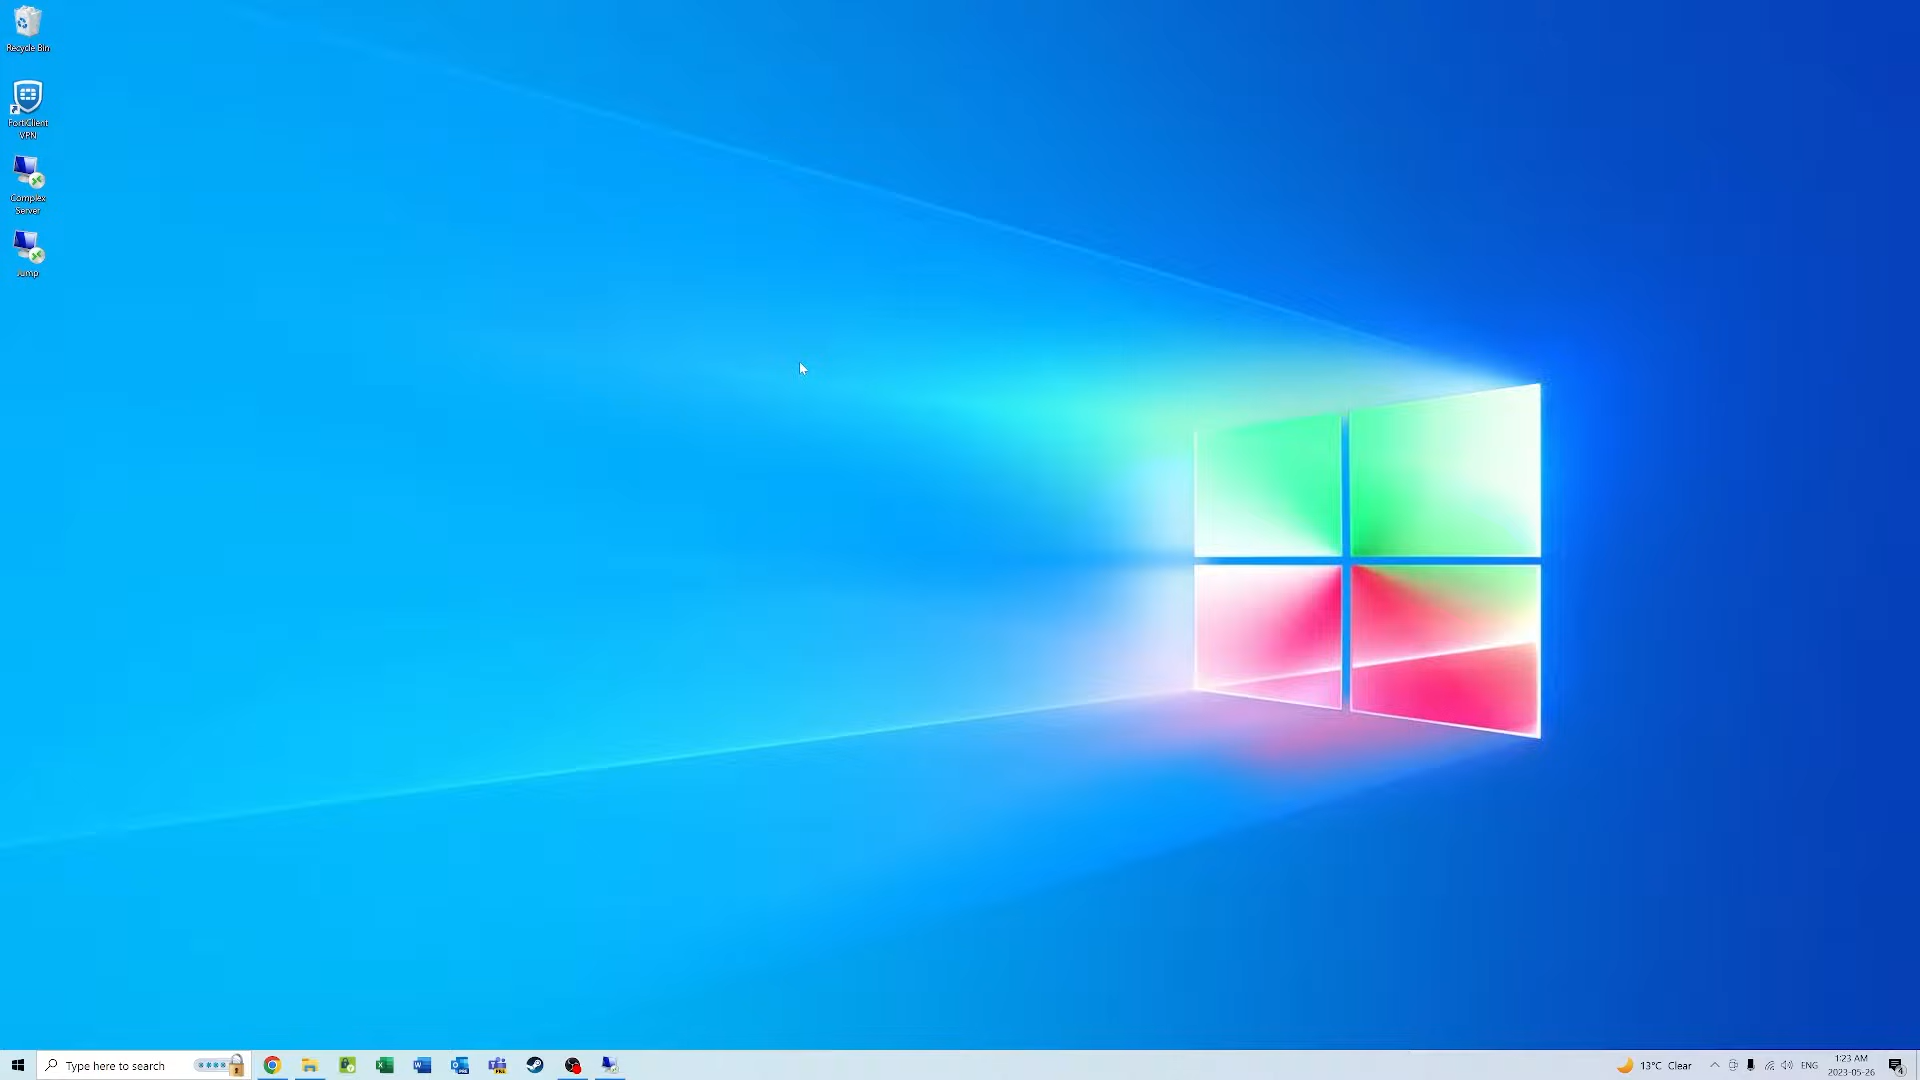 Recycle Bin
FortiClient
VPN
Complex
Server
Jump
Type here to search
13°C Clear
ENG
1:23 AM
2023-05-26
4